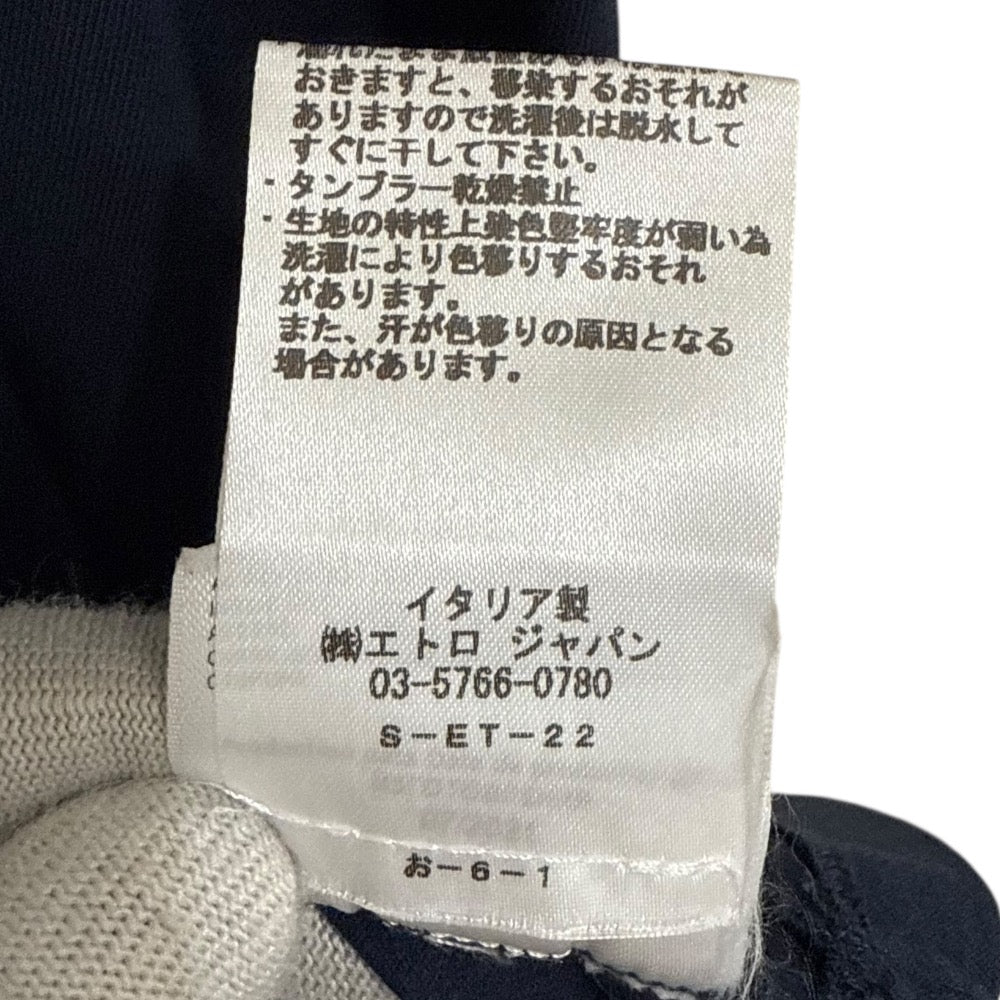 おきますと、移染するおそれが
ありますので洗濯後は脱水して
すぐに干して下さい。
・タンブラー乾燥禁止
・生地の特性上染色堅牢度が弱い為
洗濯により色移りするおそれ
があります。
また、汗が色移りの原因となる
場合があります。
イタリア製
㈱エトロ ジャパン
03-5766-0780
S-ET-22
お-6-1